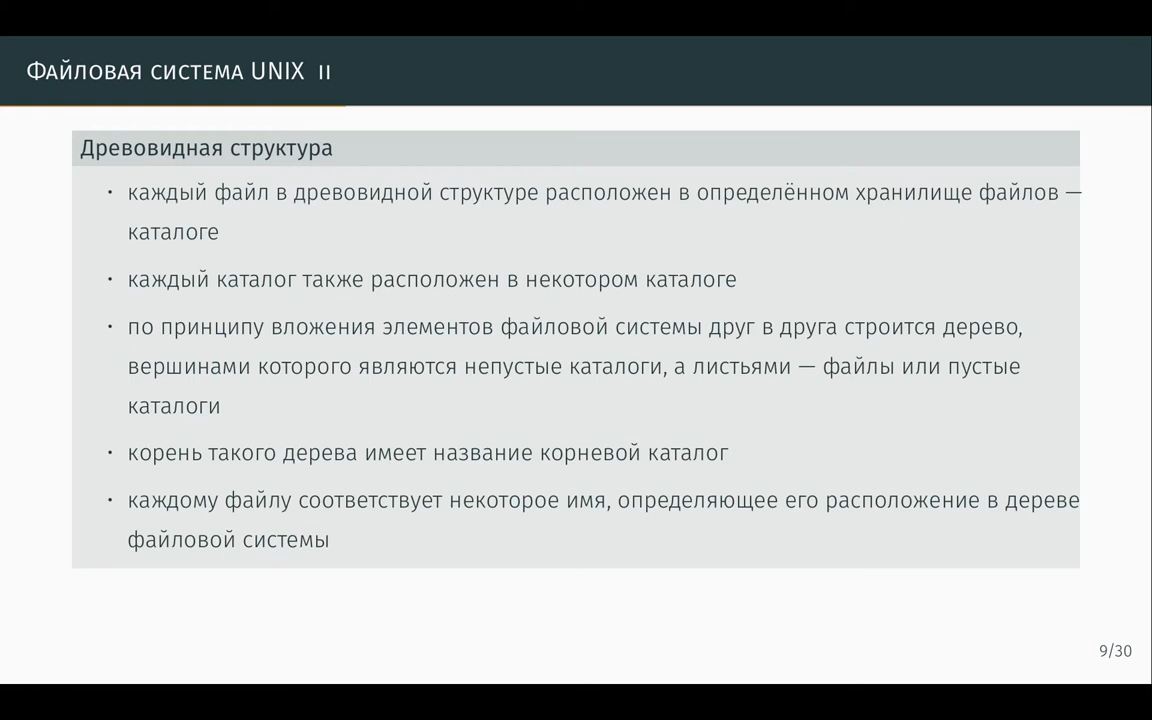 Файловая система UNIX II
Древовидная структура
• каждый файл в древовидной структуре расположен в определённом хранилище файлов —
каталоге
• каждый каталог также расположен в некотором каталоге
• по принципу вложения элементов файловой системы друг в друга строится дерево,
вершинами которого являются непустые каталоги, а листьями — файлы или пустые
каталоги
• корень такого дерева имеет название корневой каталог
• каждому файлу соответствует некоторое имя, определяющее его расположение в дереве
файловой системы
9/30